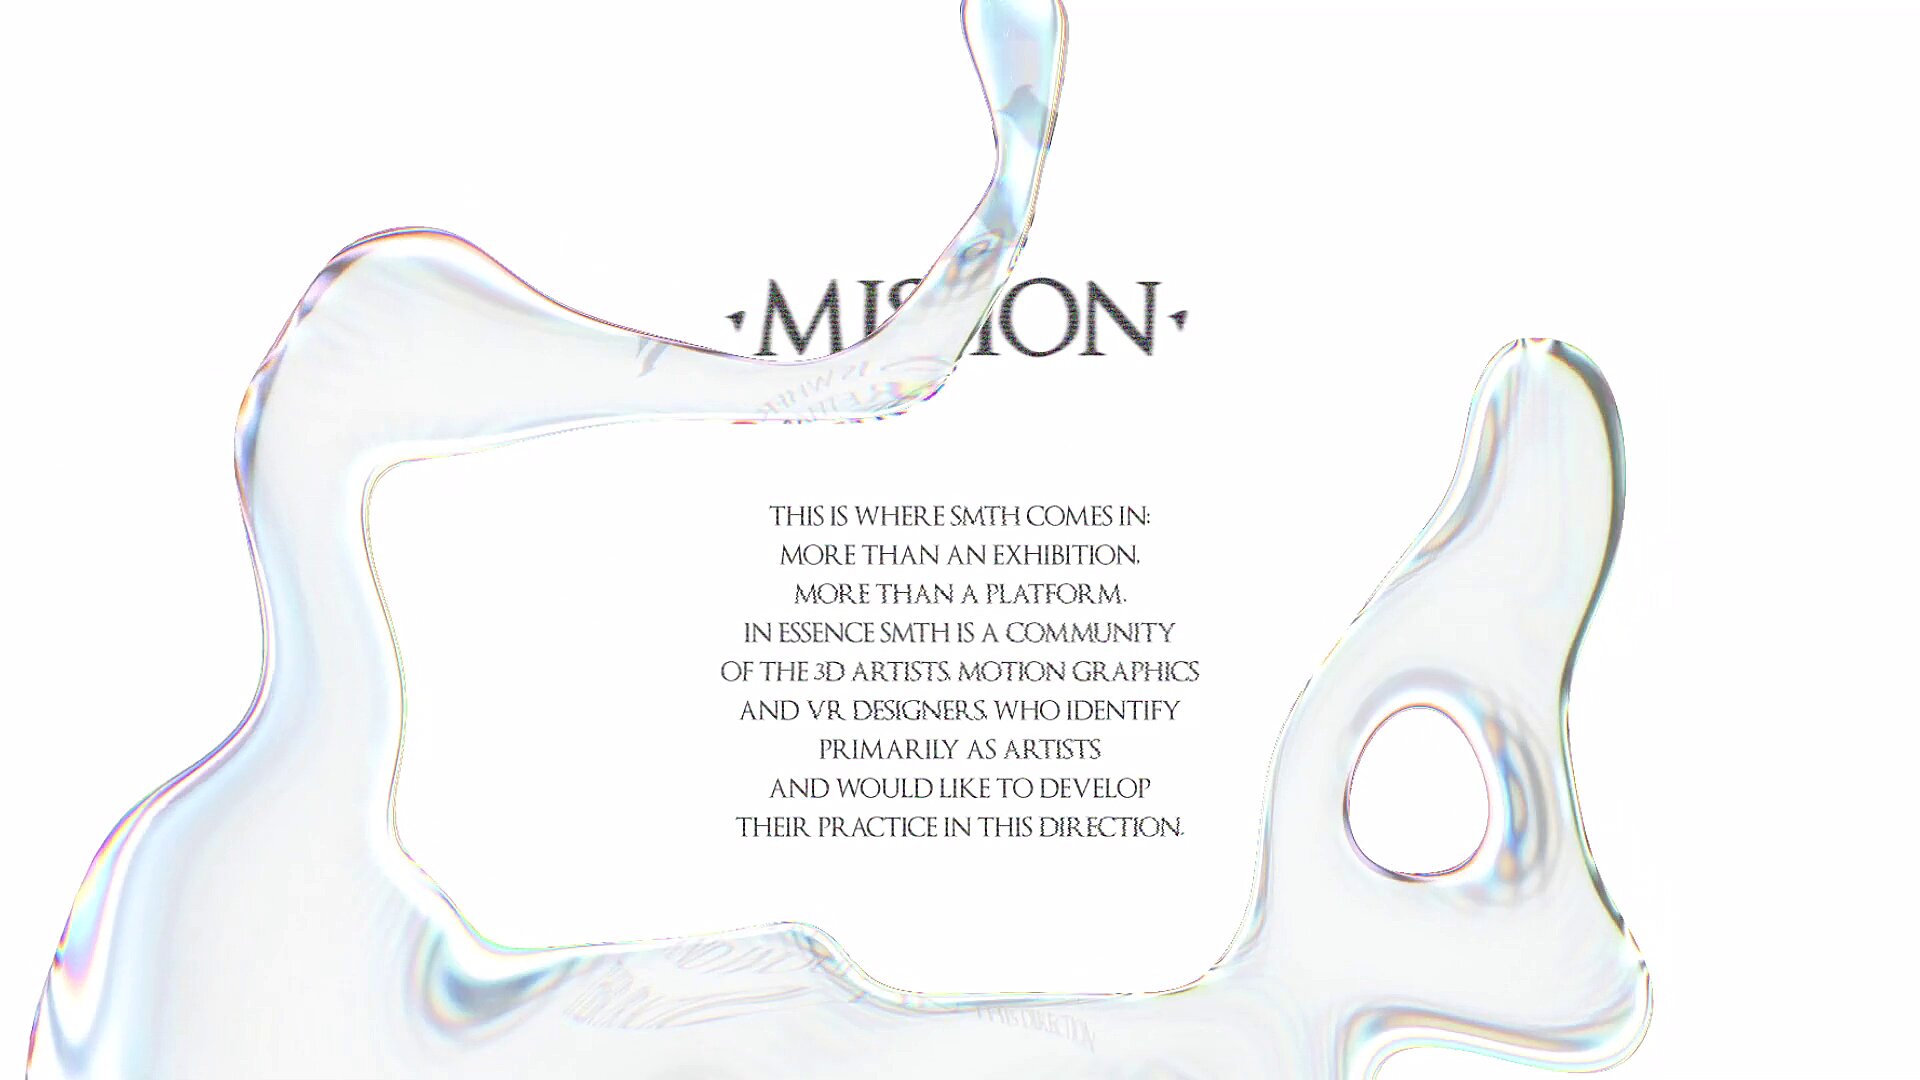 MISSION
THIS IS WHERE SMTH COMES IN:
MORE THAN AN EXHIBITION,
MORE THAN A PLATFORM.
IN ESSENCE SMTH IS A COMMUNITY
OF THE 3D ARTISTS, MOTION GRAPHICS
AND VR DESIGNERS, WHO IDENTIFY
PRIMARILY AS ARTISTS
AND WOULD LIKE TO DEVELOP
THEIR PRACTICE IN THIS DIRECTION.